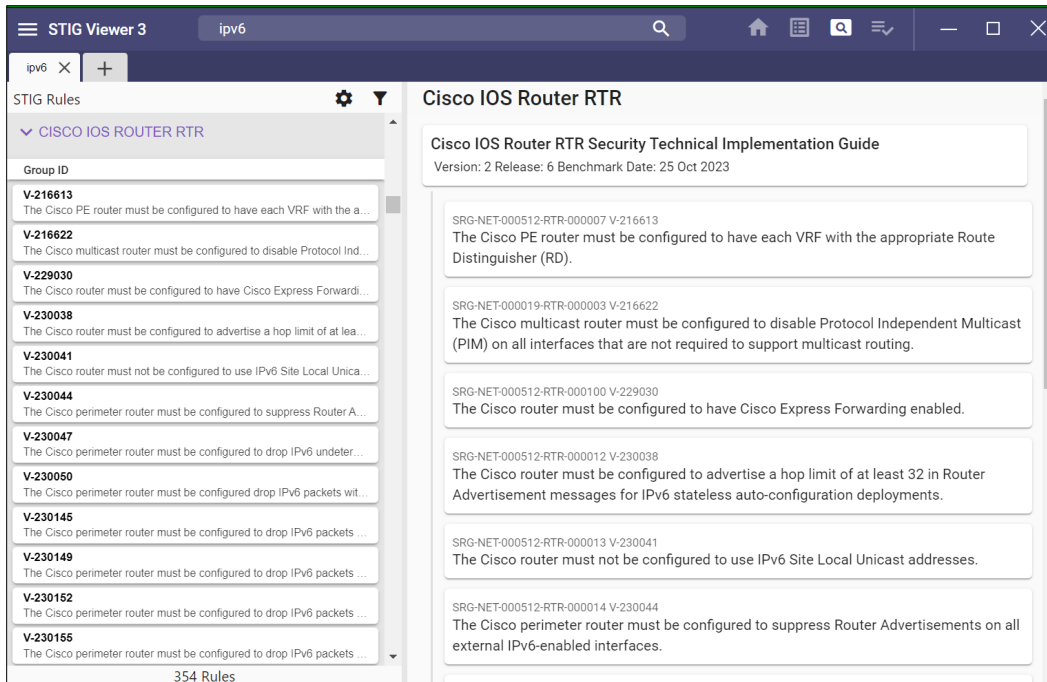 STIG Viewer 3
ipv6
ipv6
STIG Rules
CISCO IOS ROUTER RTR
Group ID
V-216613
The Cisco PE router must be configured to have each VRF with the a...
V-216622
The Cisco multicast router must be configured to disable Protocol Ind...
V-229030
The Cisco router must be configured to have Cisco Express Forwardi...
V-230038
The Cisco router must be configured to advertise a hop limit of at lea...
V-230041
The Cisco router must not be configured to use IPv6 Site Local Unica...
V-230044
The Cisco perimeter router must be configured to suppress Router A...
V-230047
The Cisco perimeter router must be configured to drop IPv6 undeter...
V-230050
The Cisco perimeter router must be configured drop IPv6 packets wit...
V-230145
The Cisco perimeter router must be configured to drop IPv6 packets ...
V-230149
The Cisco perimeter router must be configured to drop IPv6 packets ...
V-230152
The Cisco perimeter router must be configured to drop IPv6 packets ...
V-230155
The Cisco perimeter router must be configured to drop IPv6 packets ...
354 Rules
Cisco IOS Router RTR
Cisco IOS Router RTR Security Technical Implementation Guide
Version: 2 Release: 6 Benchmark Date: 25 Oct 2023
SRG-NET-000512-RTR-000007 V-216613
The Cisco PE router must be configured to have each VRF with the appropriate Route
Distinguisher (RD).
SRG-NET-000019-RTR-000003 V-216622
The Cisco multicast router must be configured to disable Protocol Independent Multicast
(PIM) on all interfaces that are not required to support multicast routing.
SRG-NET-000512-RTR-000100 V-229030
The Cisco router must be configured to have Cisco Express Forwarding enabled.
SRG-NET-000512-RTR-000012 V-230038
The Cisco router must be configured to advertise a hop limit of at least 32 in Router
Advertisement messages for IPv6 stateless auto-configuration deployments.
SRG-NET-000512-RTR-000013 V-230041
The Cisco router must not be configured to use IPv6 Site Local Unicast addresses.
SRG-NET-000512-RTR-000014 V-230044
The Cisco perimeter router must be configured to suppress Router Advertisements on all
external IPv6-enabled interfaces.